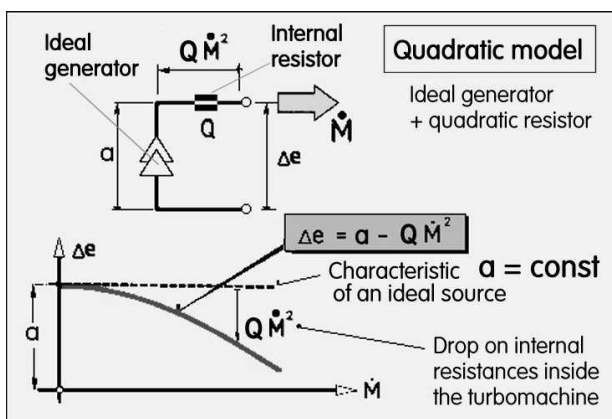 Ideal
generator
Q Ṁ²
Internal
resistor
Quadratic model
Ideal generator
+ quadratic resistor
a
Q
Δe
Ṁ
Δe = a - Q Ṁ²
Δe
Characteristic
of an ideal source
a = const
a
Q Ṁ²
Drop on internal
resistances inside
the turbomachine
Ṁ